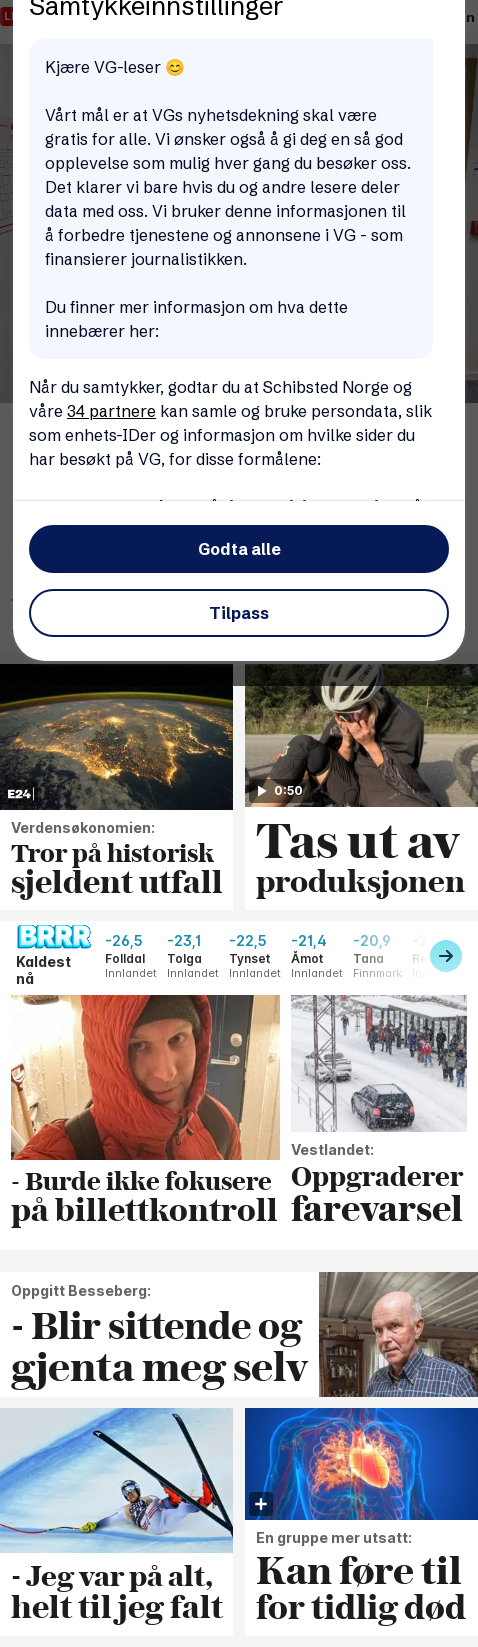 Samtykkeinnstillinger
Kjære VG-leser 😊
Vårt mål er at VGs nyhetsdekning skal være
gratis for alle. Vi ønsker også å gi deg en så god
opplevelse som mulig hver gang du besøker oss.
Det klarer vi bare hvis du og andre lesere deler
data med oss. Vi bruker denne informasjonen til
å forbedre tjenestene og annonsene i VG - som
finansierer journalistikken.
Du finner mer informasjon om hva dette
innebærer her:
Når du samtykker, godtar du at Schibsted Norge og
våre 34 partnere kan samle og bruke persondata, slik
som enhets-IDer og informasjon om hvilke sider du
har besøkt på VG, for disse formålene:
Godta alle
Tilpass
E24
Verdensøkonomien:
Tror på historisk
sjeldent utfall
0:50
Tas ut av
produksjonen
BRRR
Kaldest
nå
-26,5
Folldal
Innlandet
-23,1
Tolga
Innlandet
-22,5
Tynset
Innlandet
-21,4
Åmot
Innlandet
-20,9
Tana
Finnmark
- Burde ikke fokusere
på billettkontroll
Vestlandet:
Oppgraderer
farevarsel
Oppgitt Besseberg:
- Blir sittende og
gjenta meg selv
- Jeg var på alt,
helt til jeg falt
En gruppe mer utsatt:
Kan føre til
for tidlig død